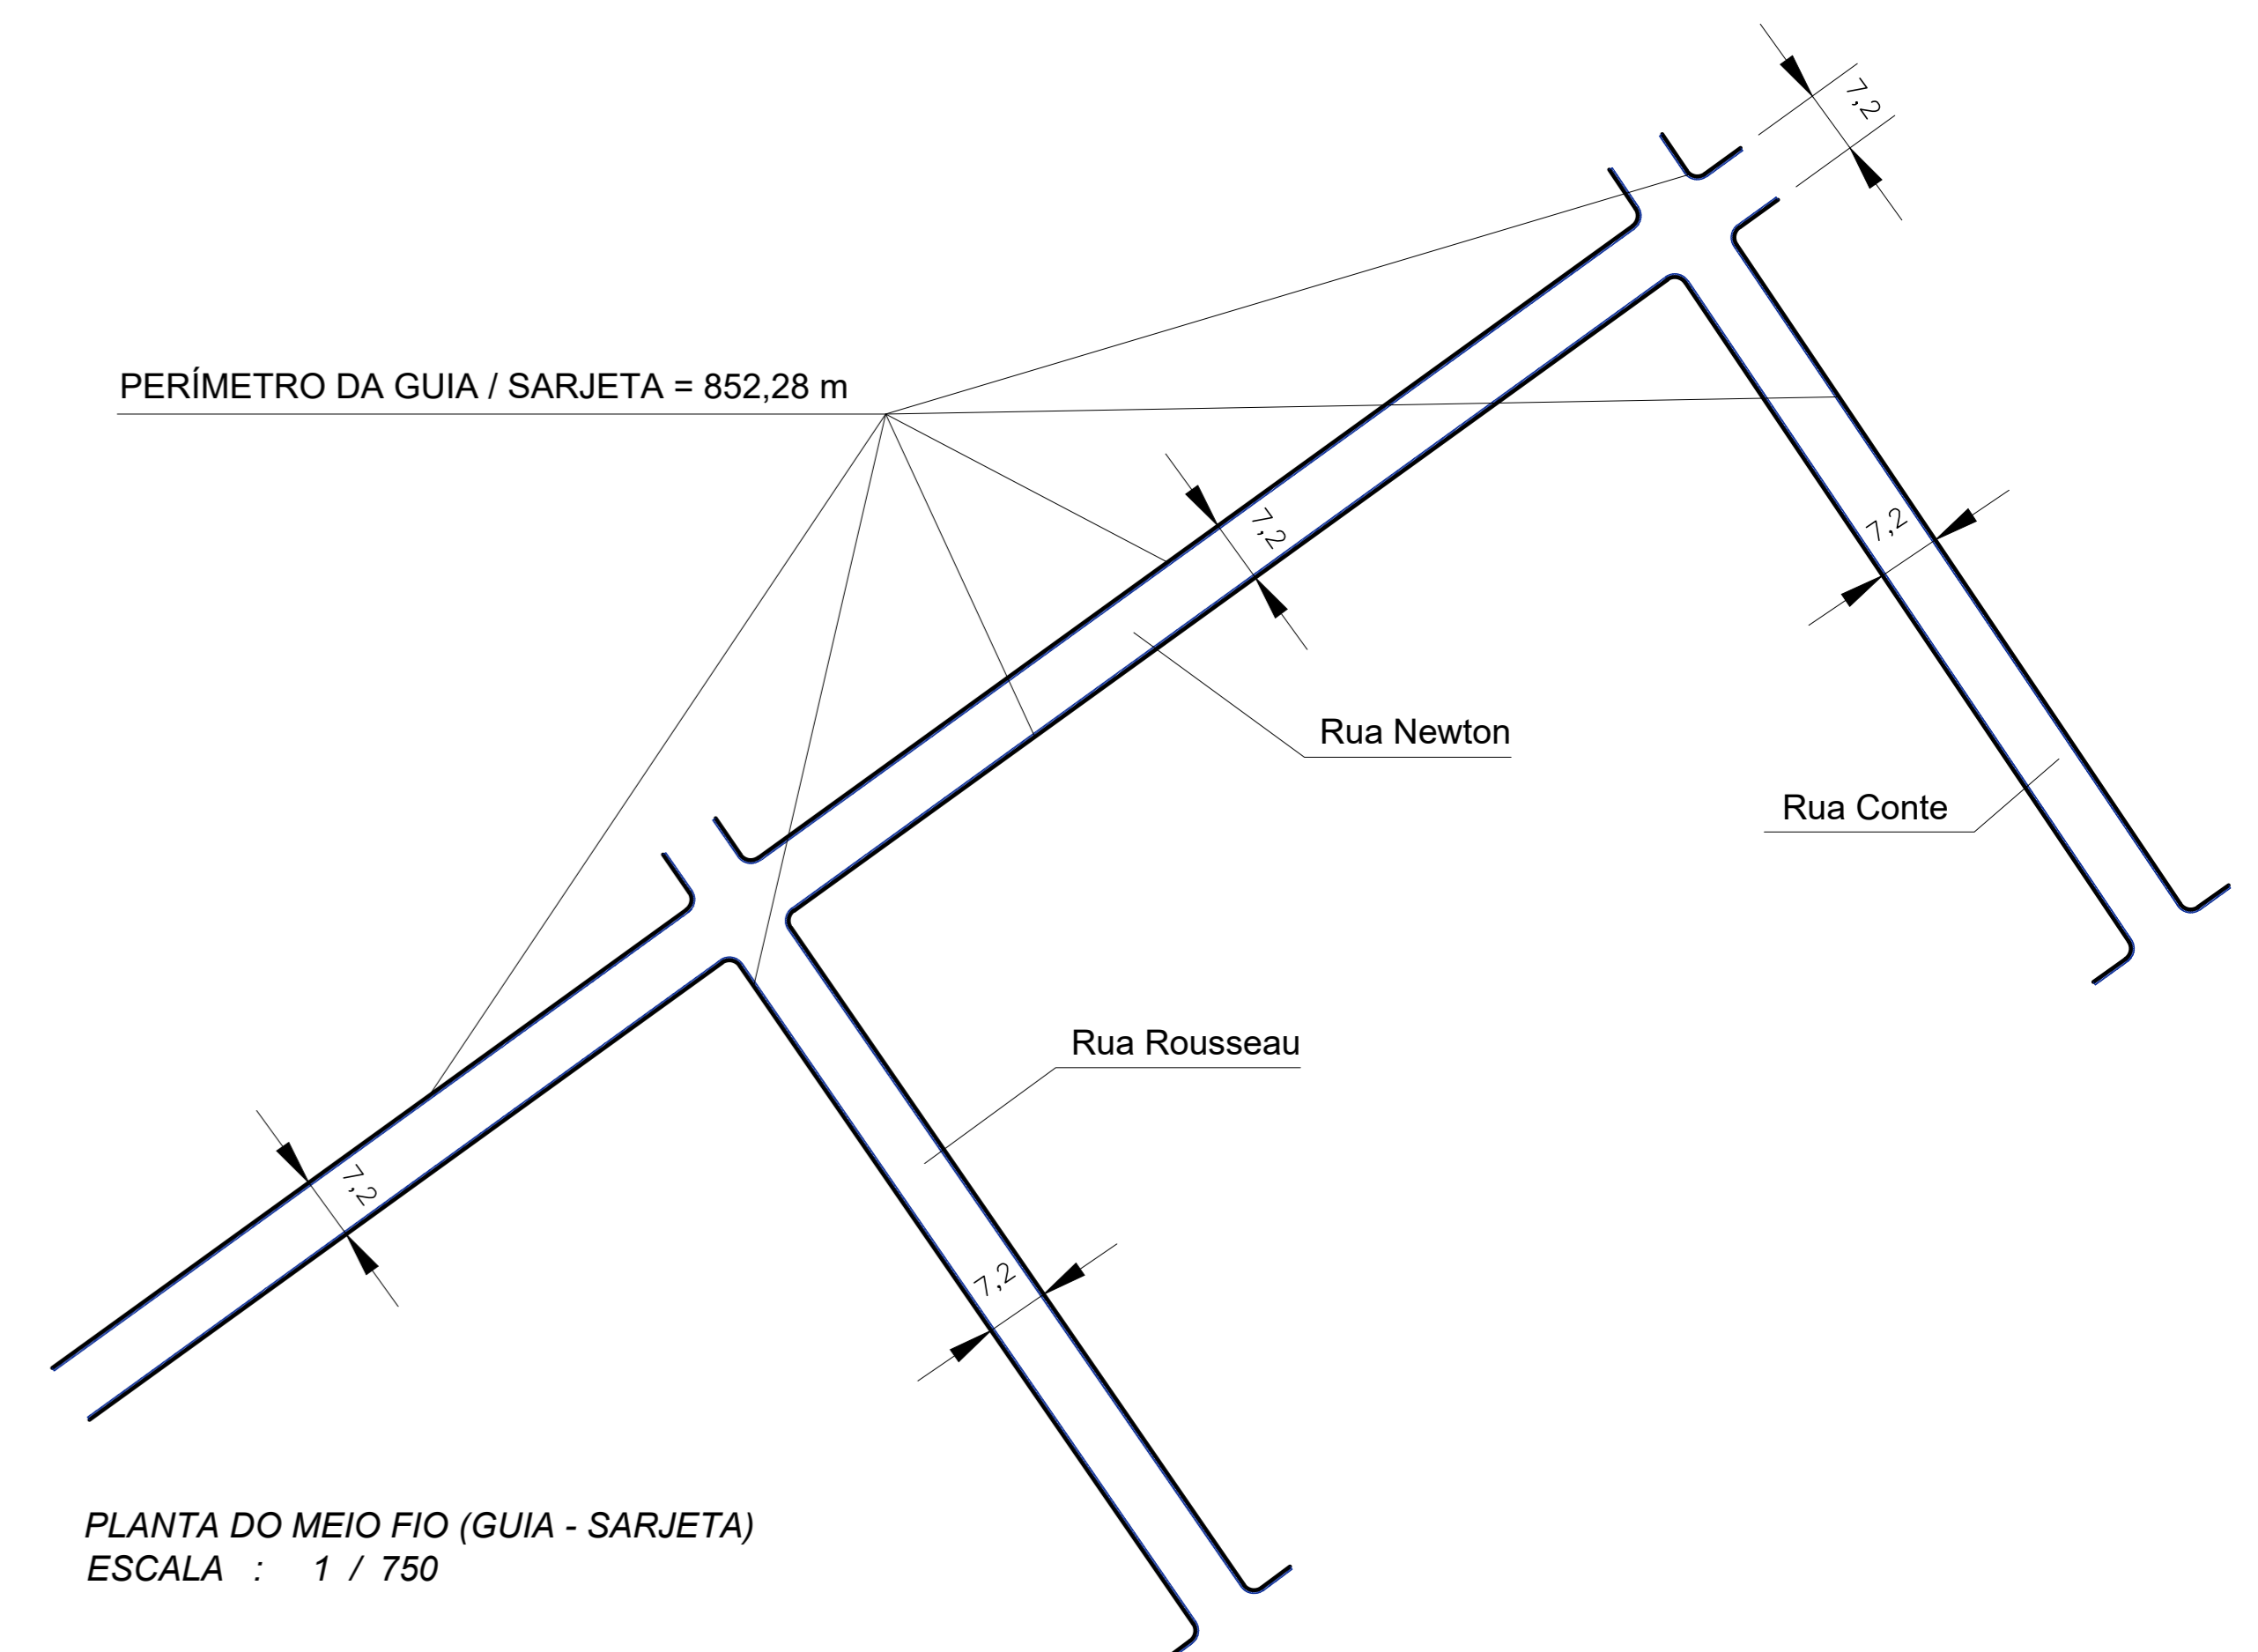 7,2
PERÍMETRO DA GUIA / SARJETA = 852,28 m
7,2
7,2
Rua Newton
Rua Conte
Rua Rousseau
7,2
7,2
PLANTA DO MEIO FIO (GUIA - SARJETA)
ESCALA : 1 / 750